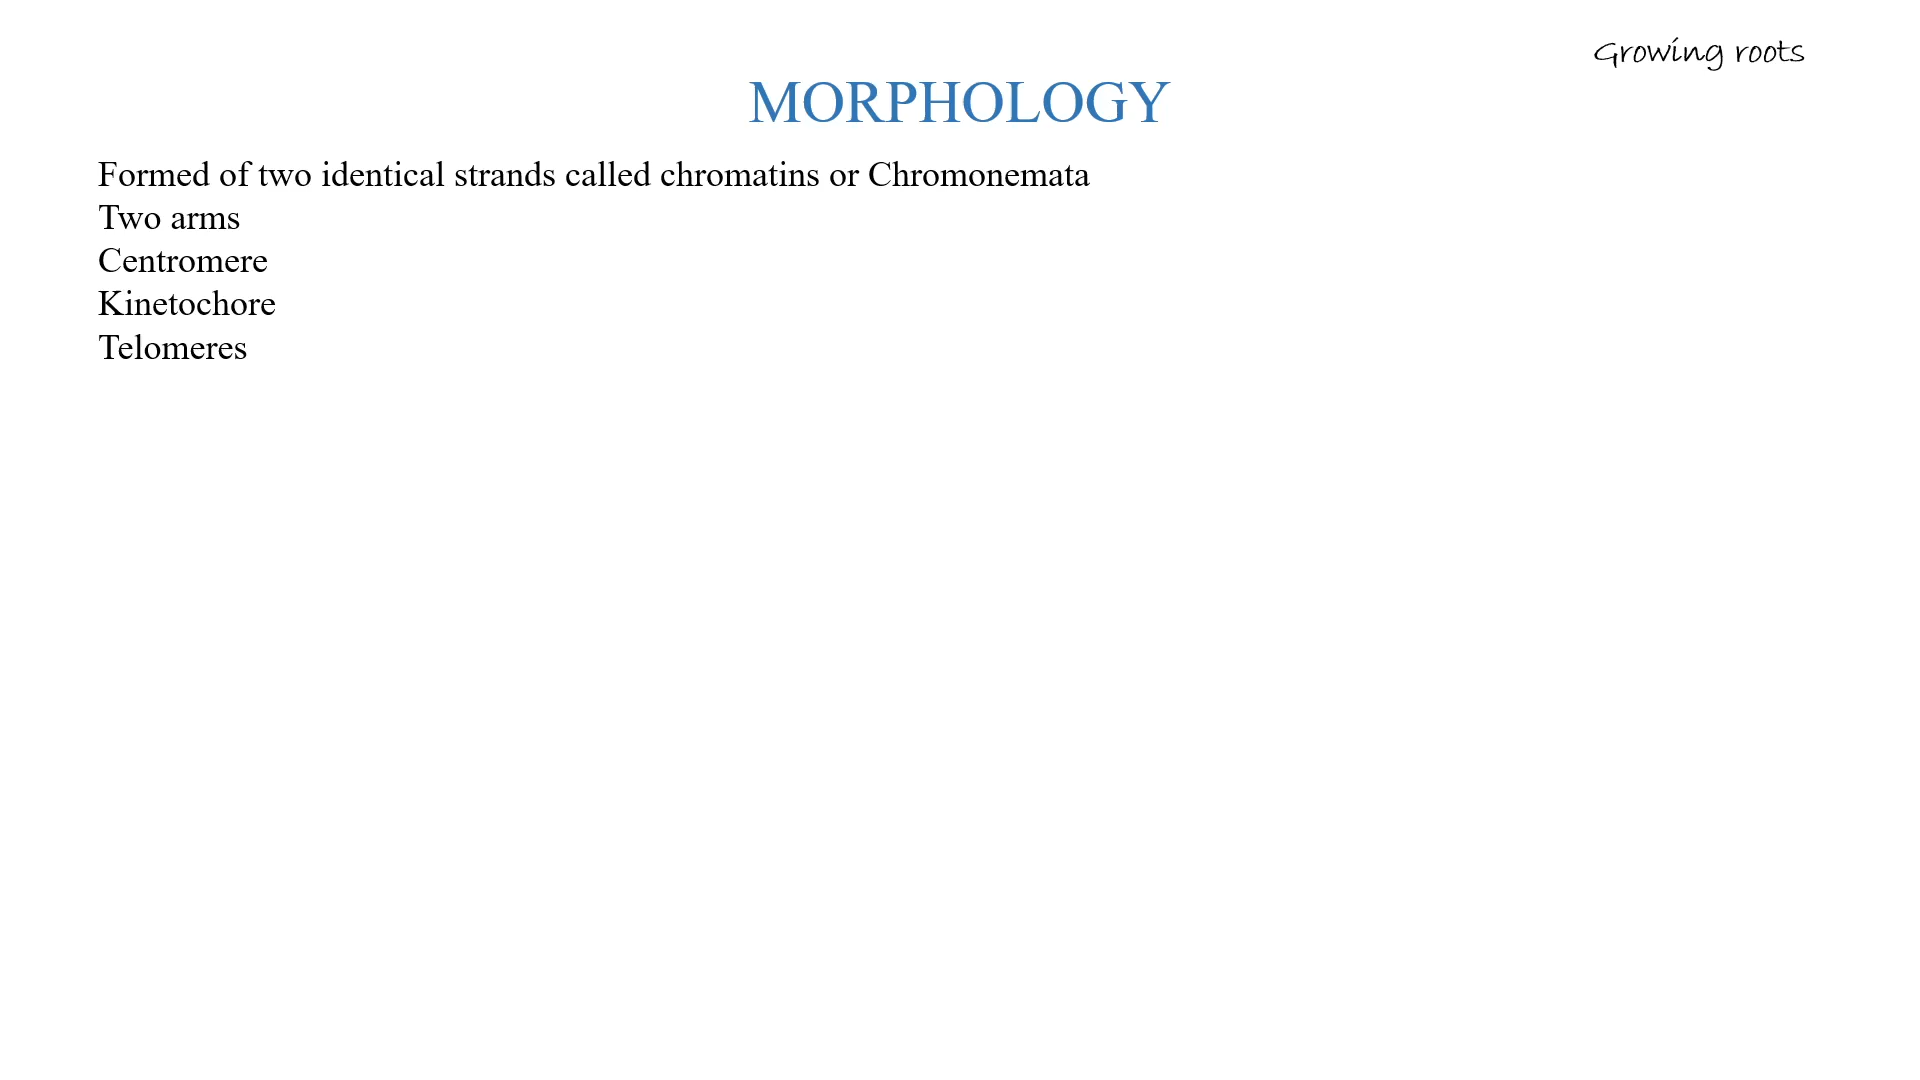 Growing roots
MORPHOLOGY
Formed of two identical strands called chromatins or Chromonemata
Two arms
Centromere
Kinetochore
Telomeres